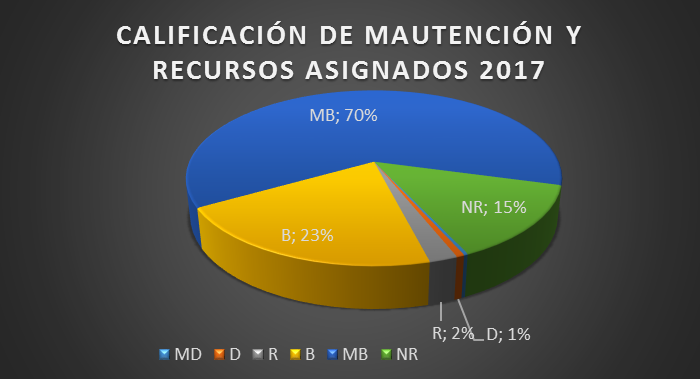 CALIFICACIÓN DE MAUTENCIÓN Y
RECURSOS ASIGNADOS 2017
MB; 70%
NR; 15%
B; 23%
R; 2%
D; 1%
MD D R B MB NR